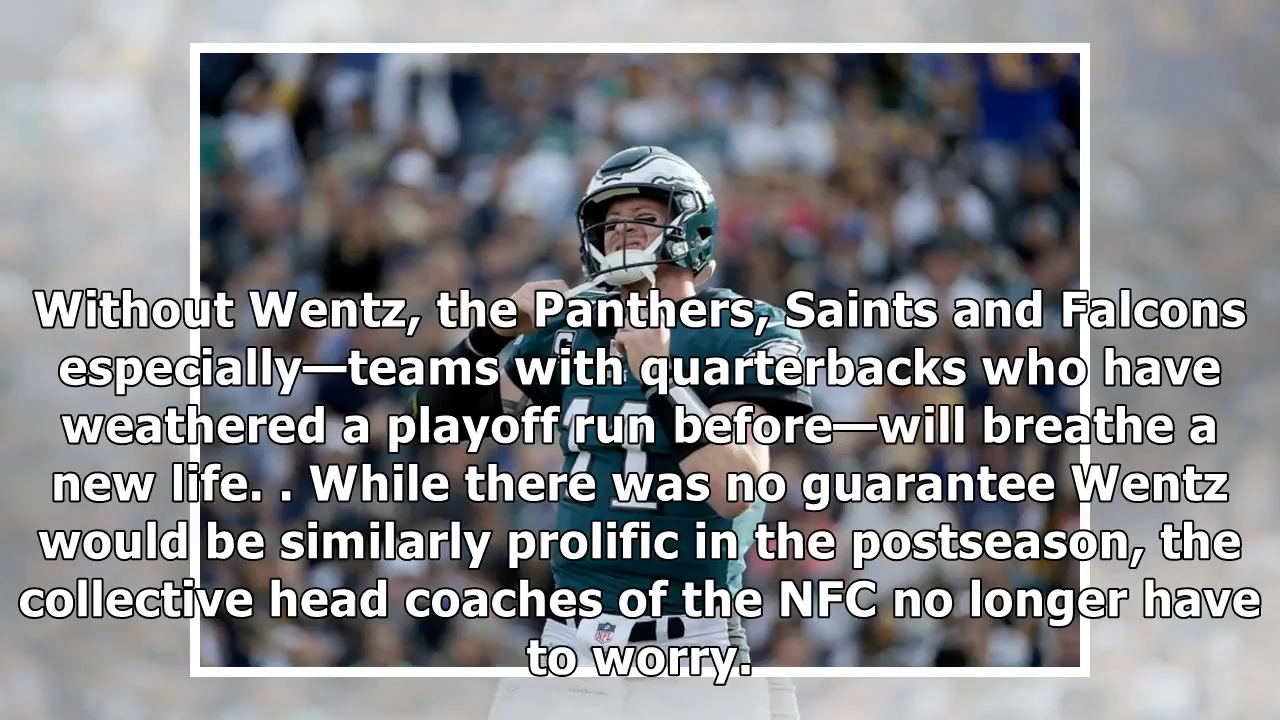 Without Wentz, the Panthers, Saints and Falcons
especially—teams with quarterbacks who have
weathered a playoff run before—will breathe a
new life. . While there was no guarantee Wentz
would be similarly prolific in the postseason, the
collective head coaches of the NFC no longer have
to worry.
11
NFL